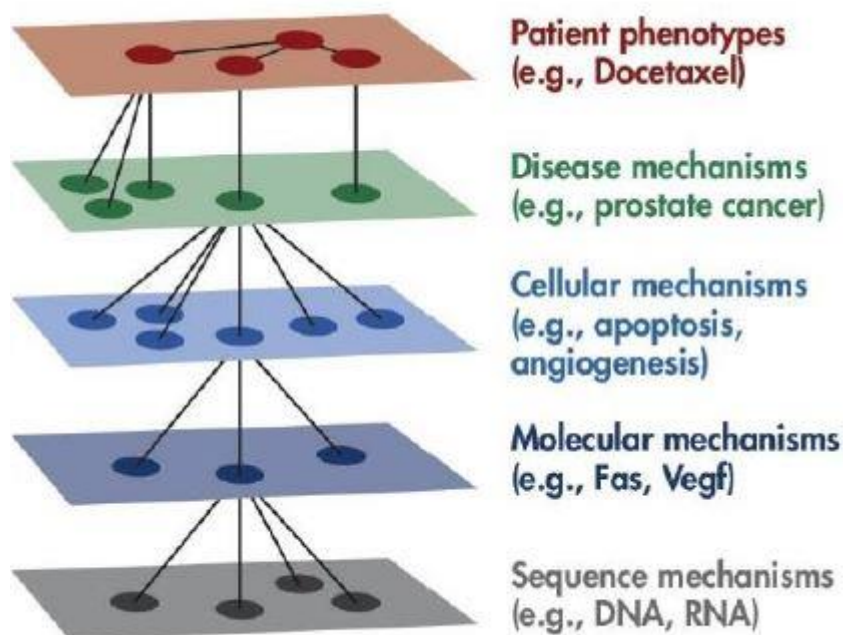 Patient phenotypes
(e.g., Docetaxel)
Disease mechanisms
(e.g., prostate cancer)
Cellular mechanisms
(e.g., apoptosis,
angiogenesis)
Molecular mechanisms
(e.g., Fas, Vegf)
Sequence mechanisms
(e.g., DNA, RNA)